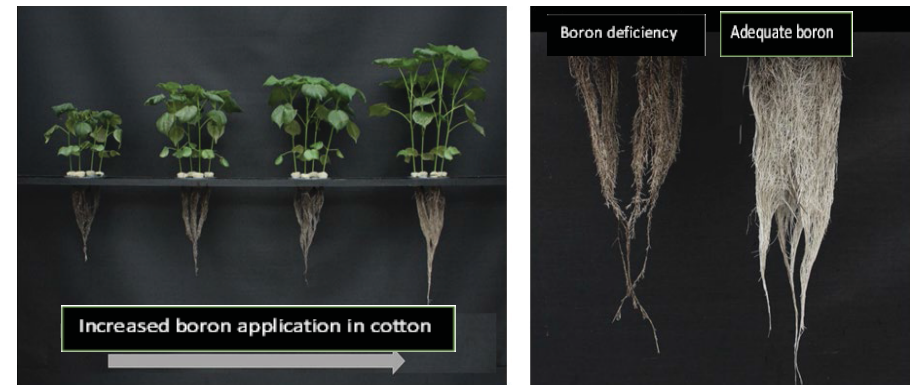 Increased boron application in cotton
Boron deficiency
Adequate boron